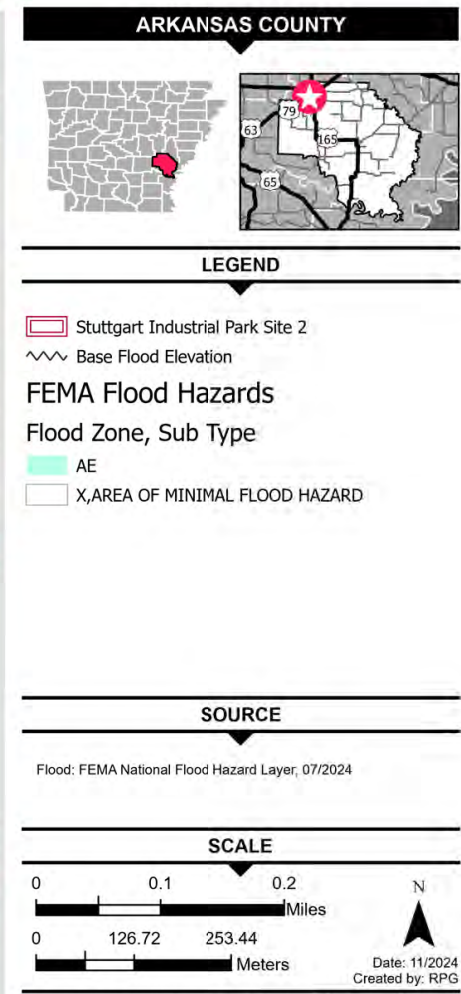 ARKANSAS COUNTY
79
63
165
65
LEGEND
Stuttgart Industrial Park Site 2
Base Flood Elevation
FEMA Flood Hazards
Flood Zone, Sub Type
AE
X,AREA OF MINIMAL FLOOD HAZARD
SOURCE
Flood: FEMA National Flood Hazard Layer, 07/2024
SCALE
0 0.1 0.2
Miles
0 126.72 253.44
Meters
N
Date: 11/2024
Created by: RPG